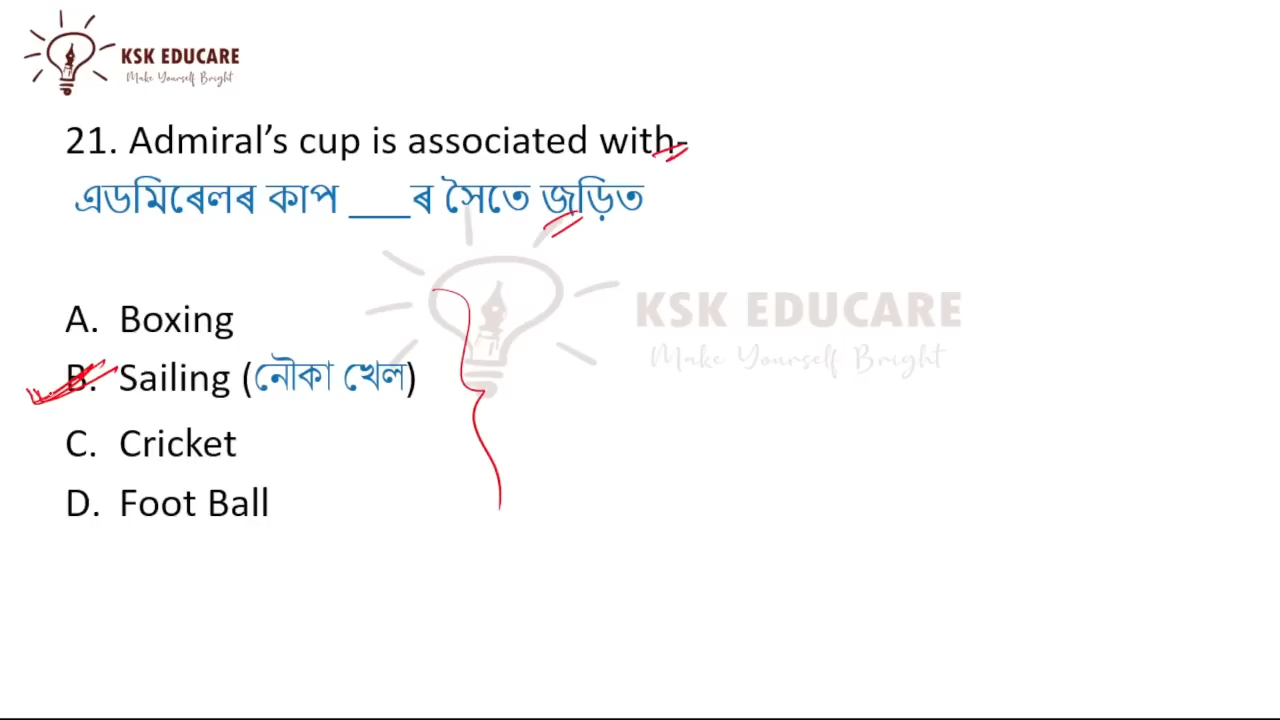 KSK EDUCARE
Make Yourself Bright
21. Admiral’s cup is associated with-
এডমিৰেলৰ কাপ ___ৰ সৈতে জড়িত
A. Boxing
B. Sailing (নৌকা খেল)
C. Cricket
D. Foot Ball
KSK EDUCARE
Make Yourself Bright